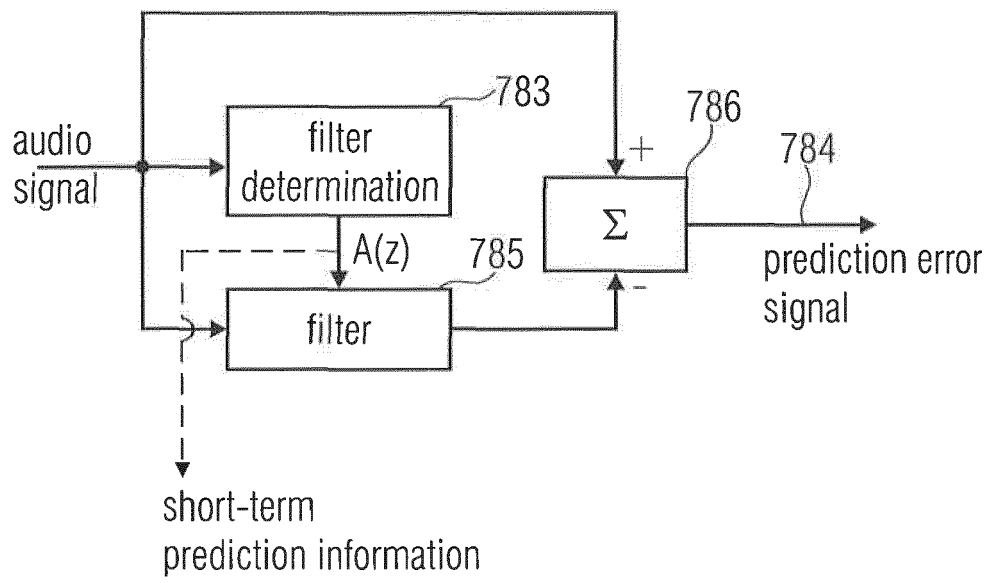 783
786
784
audio
signal
filter
determination
+
Σ
A(z)
785
-
prediction error
signal
filter
short-term
prediction information